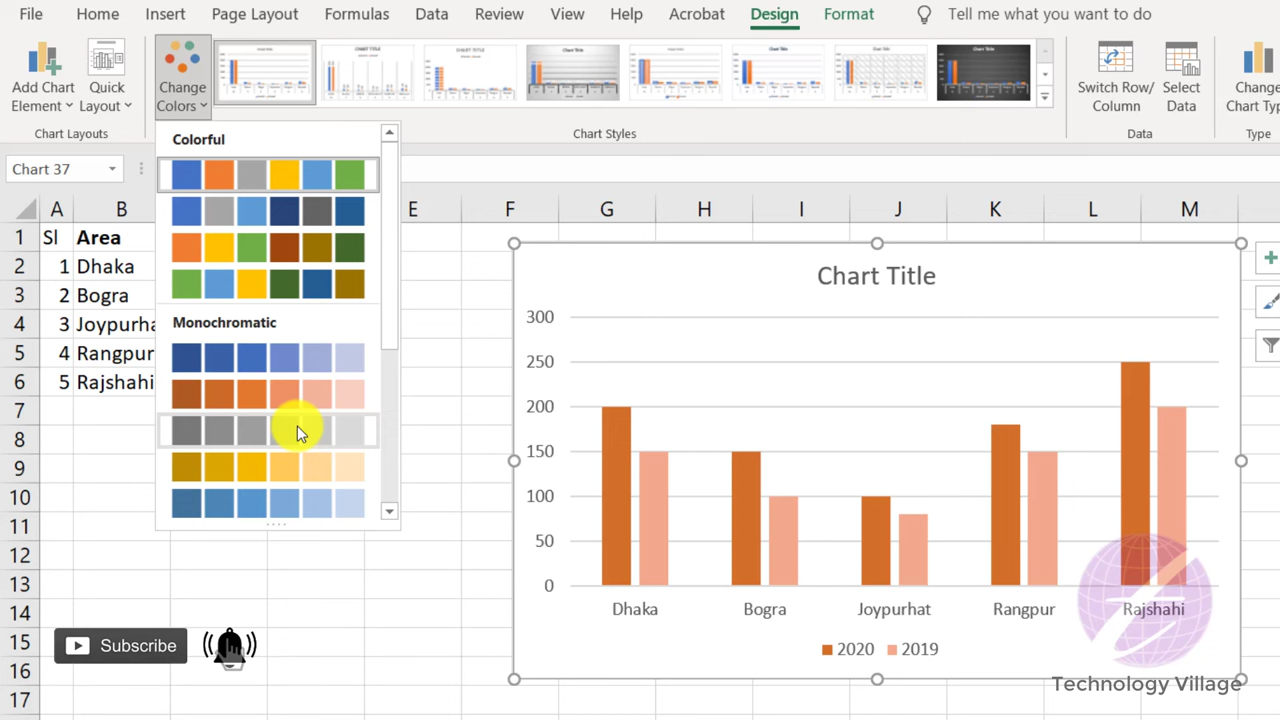 File Home Insert Page Layout Formulas Data Review View Help Acrobat Design Format Tell me what you want to do
Add Chart Element
Quick Layout
Change Colors
Switch Row/ Column
Select Data
Change Chart Type
Chart Layouts
Chart Styles
Data
Type
Chart 37
Colorful
Monochromatic
A B E F G H I J K L M
1 Sl Area
2 1 Dhaka
3 2 Bogra
4 3 Joypurha
5 4 Rangpur
6 5 Rajshahi
7
8
9
10
11
12
13
14
15
16
17
Chart Title
300
250
200
150
100
50
0
Dhaka Bogra Joypurhat Rangpur Rajshahi
2020 2019
Subscribe
Technology Village